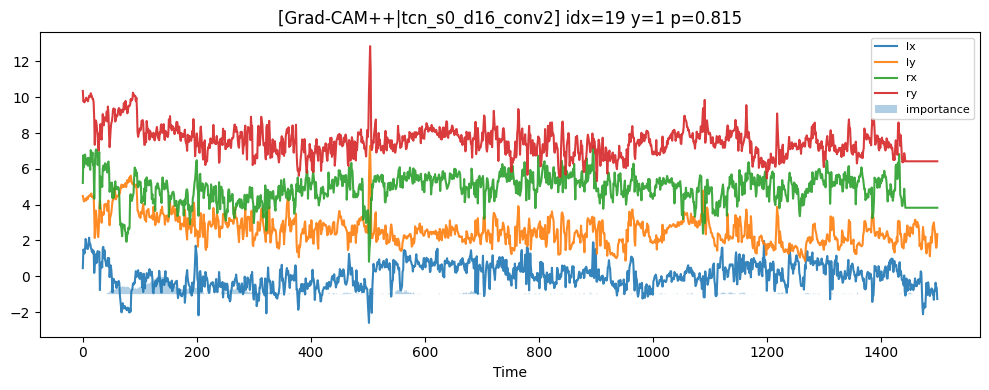 [Grad-CAM++|tcn_s0_d16_conv2] idx=19 y=1 p=0.815
lx
ly
rx
ry
importance
12
10
8
6
4
2
0
−2
0 200 400 600 800 1000 1200 1400
Time